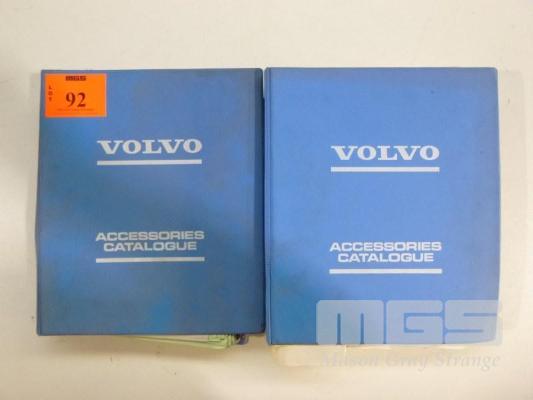 MGS
LOT
92
VOLVO
ACCESSORIES
CATALOGUE
VOLVO
ACCESSORIES
CATALOGUE
MGS
Mason Gray Strange